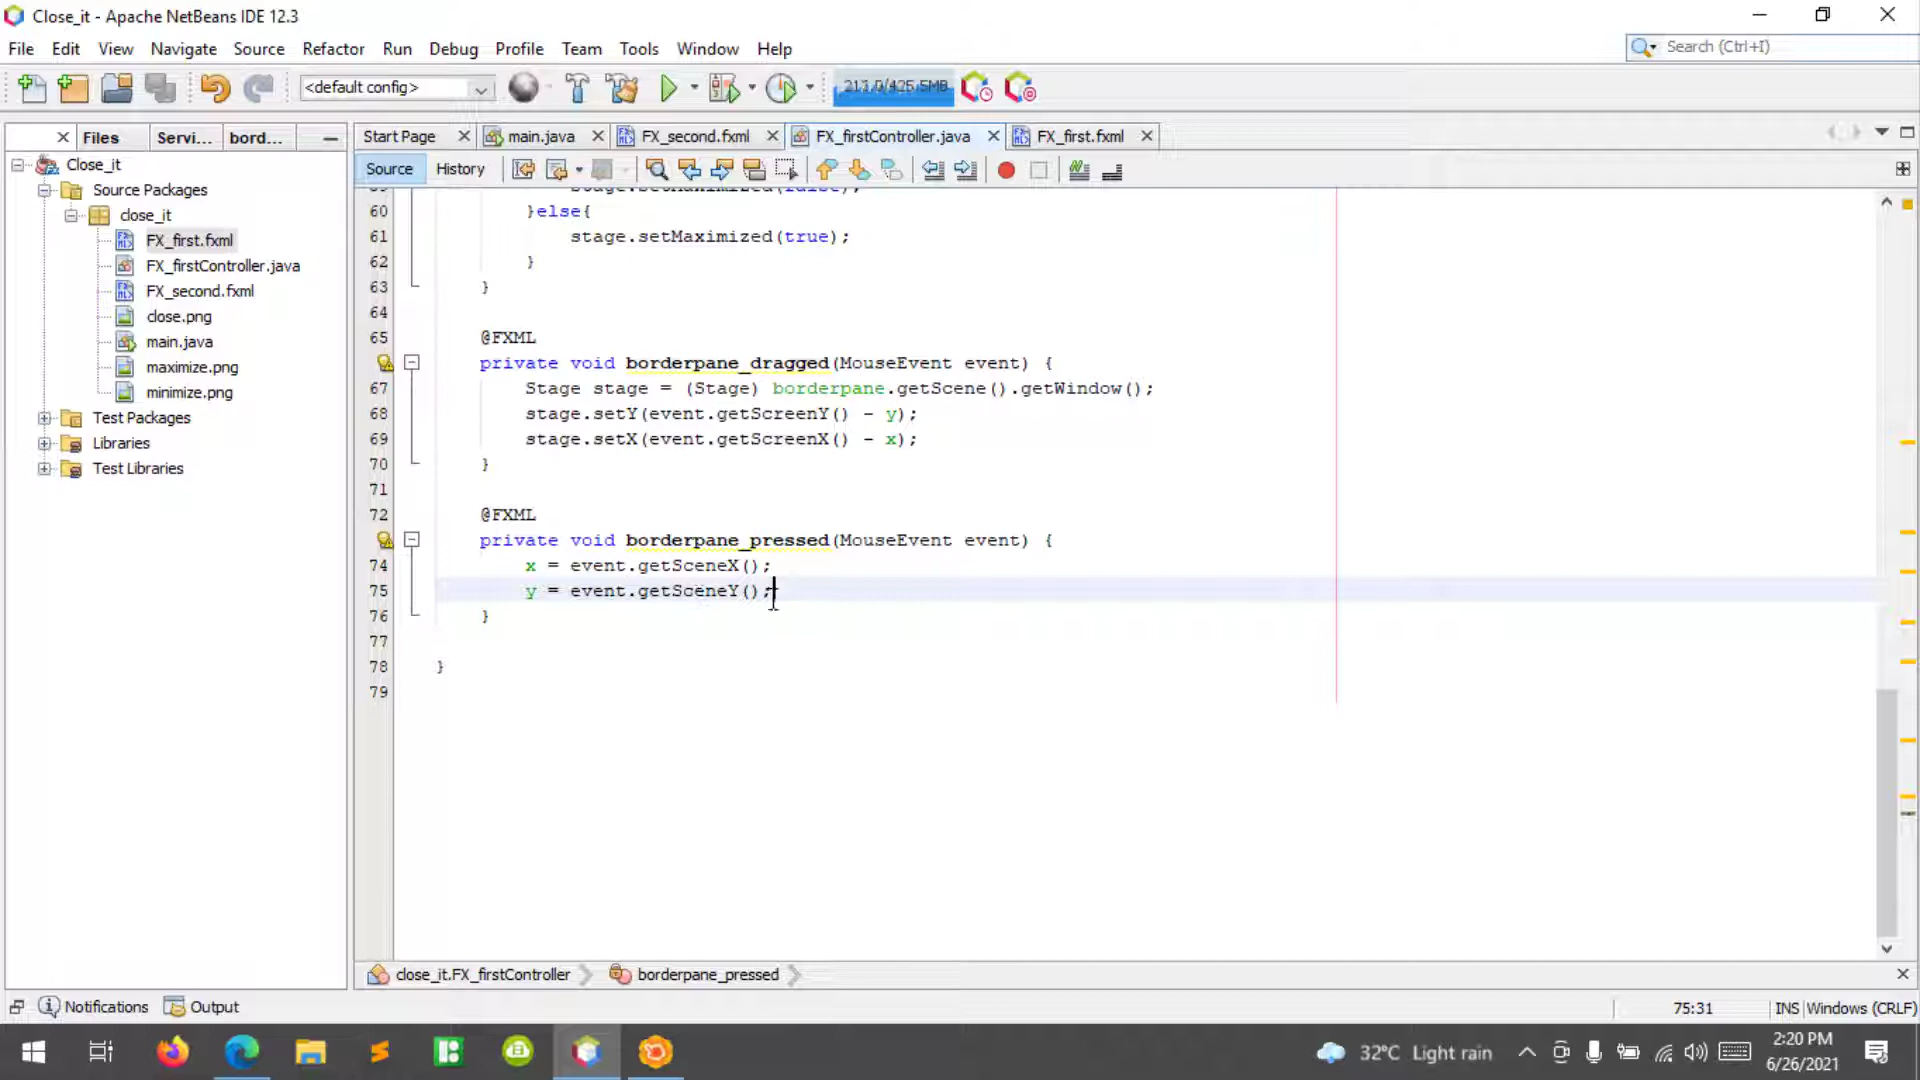 Close_it - Apache NetBeans IDE 12.3
File Edit View Navigate Source Refactor Run Debug Profile Team Tools Window Help
Search (Ctrl+I)
<default config>
Files Servi... bord...
Start Page main.java FX_second.fxml FX_firstController.java FX_first.fxml
Source History
Close_it
Source Packages
close_it
FX_first.fxml
FX_firstController.java
FX_second.fxml
close.png
main.java
maximize.png
minimize.png
Test Packages
Libraries
Test Libraries
60 }else{
61 stage.setMaximized(true);
62 }
63 }
64
65 @FXML
private void borderpane_dragged(MouseEvent event) {
67 Stage stage = (Stage) borderpane.getScene().getWindow();
68 stage.setY(event.getScreenY() - y);
69 stage.setX(event.getScreenX() - x);
70 }
71
72 @FXML
private void borderpane_pressed(MouseEvent event) {
74 x = event.getSceneX();
75 y = event.getSceneY();
76 }
77
78 }
79
close_it.FX_firstController borderpane_pressed
Notifications Output
75:31 INS Windows (CRLF)
32°C Light rain
2:20 PM
6/26/2021